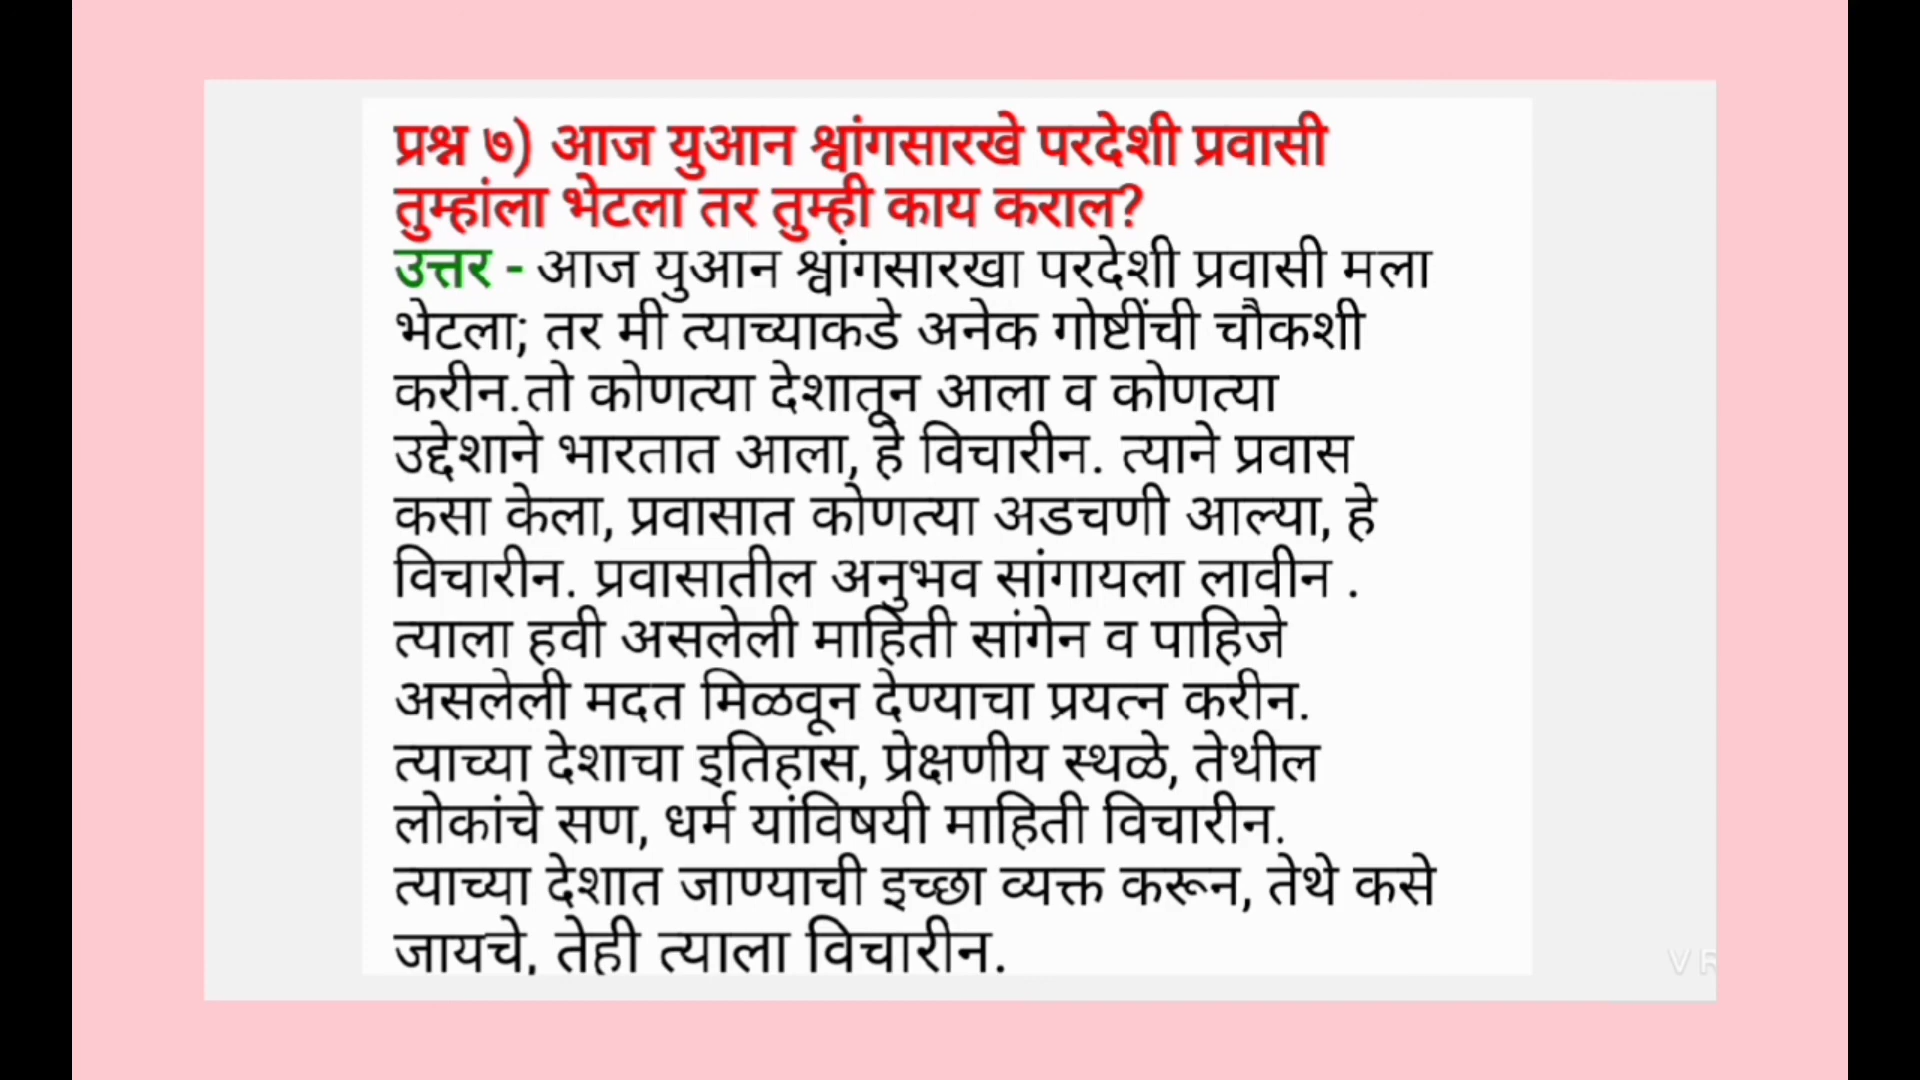 प्रश्न ७) आज युआन श्वांगसारखे परदेशी प्रवासी
तुम्हांला भेटला तर तुम्ही काय कराल?
उत्तर - आज युआन श्वांगसारखा परदेशी प्रवासी मला
भेटला; तर मी त्याच्याकडे अनेक गोष्टींची चौकशी
करीन.तो कोणत्या देशातून आला व कोणत्या
उद्देशाने भारतात आला, हे विचारीन. त्याने प्रवास
कसा केला, प्रवासात कोणत्या अडचणी आल्या, हे
विचारीन. प्रवासातील अनुभव सांगायला लावीन .
त्याला हवी असलेली माहिती सांगेन व पाहिजे
असलेली मदत मिळवून देण्याचा प्रयत्न करीन.
त्याच्या देशाचा इतिहास, प्रेक्षणीय स्थळे, तेथील
लोकांचे सण, धर्म यांविषयी माहिती विचारीन.
त्याच्या देशात जाण्याची इच्छा व्यक्त करून, तेथे कसे
जायचे, तेही त्याला विचारीन.
VR